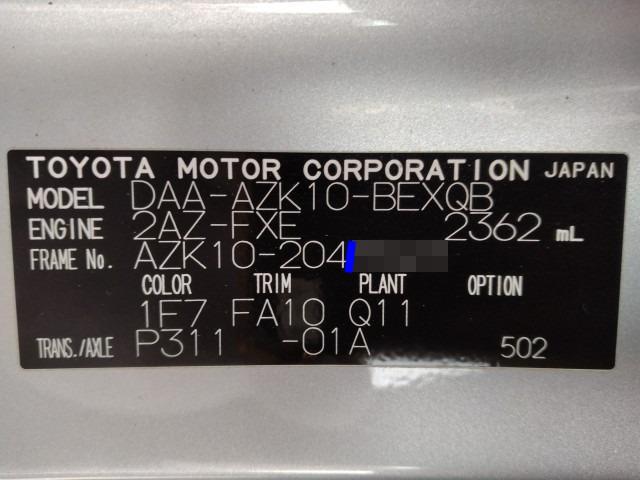 TOYOTA MOTOR CORPORATION JAPAN
MODEL DAA-AZK10-BEXQB
ENGINE 2AZ-FXE 2362 mL
FRAME No. AZK10-204
COLOR TRIM PLANT OPTION
1F7 FA10 Q11
TRANS./AXLE P311 -01A 502